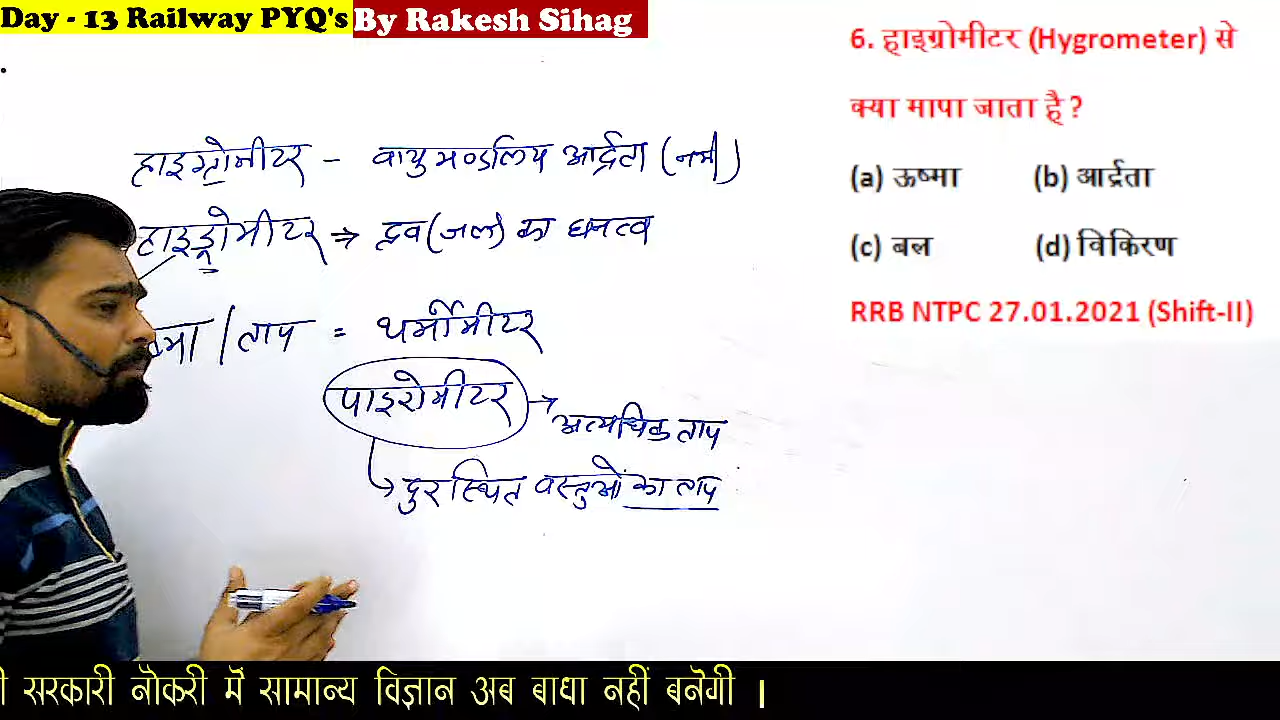 Day - 13 Railway PYQ's By Rakesh Sihag
हाइग्रोमीटर - वायुमण्डलिय आर्द्रता (नमी)
हाइड्रोमीटर → द्रव (जल) का घनत्व
मा / ताप = थर्मोमीटर
पाइरोमीटर → अत्यधिक ताप
→ दुरस्थित वस्तुओं का ताप
6. हाइग्रोमीटर (Hygrometer) से
क्या मापा जाता है ?
(a) ऊष्मा (b) आर्द्रता
(c) बल (d) विकिरण
RRB NTPC 27.01.2021 (Shift-II)
सरकारी नौकरी में सामान्य विज्ञान अब बाधा नहीं बनेगी ।